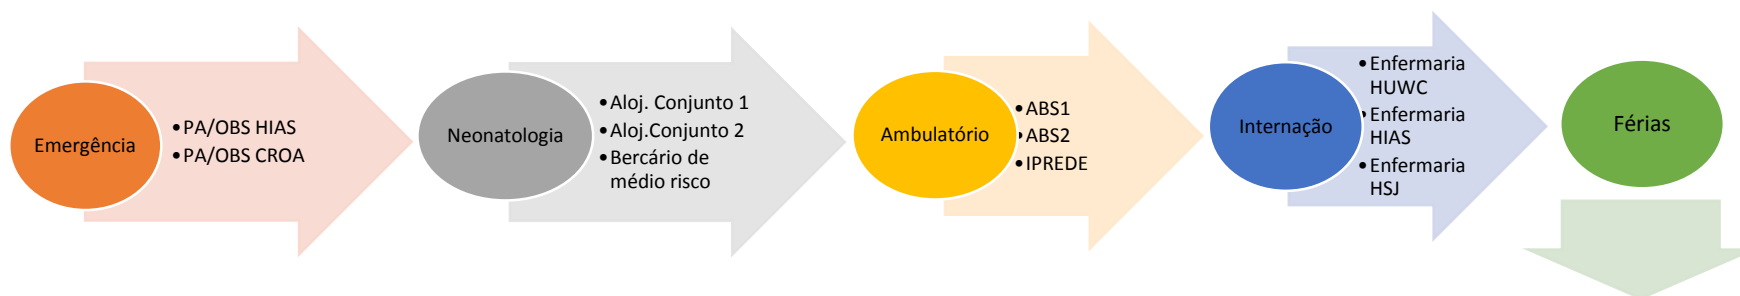 Emergência
•PA/OBS HIAS
•PA/OBS CROA
Neonatologia
•Aloj. Conjunto 1
•Aloj.Conjunto 2
•Bercário de
médio risco
Ambulatório
•ABS1
•ABS2
•IPREDE
Internação
•Enfermaria
HUWC
•Enfermaria
HIAS
•Enfermaria
HSJ
Férias